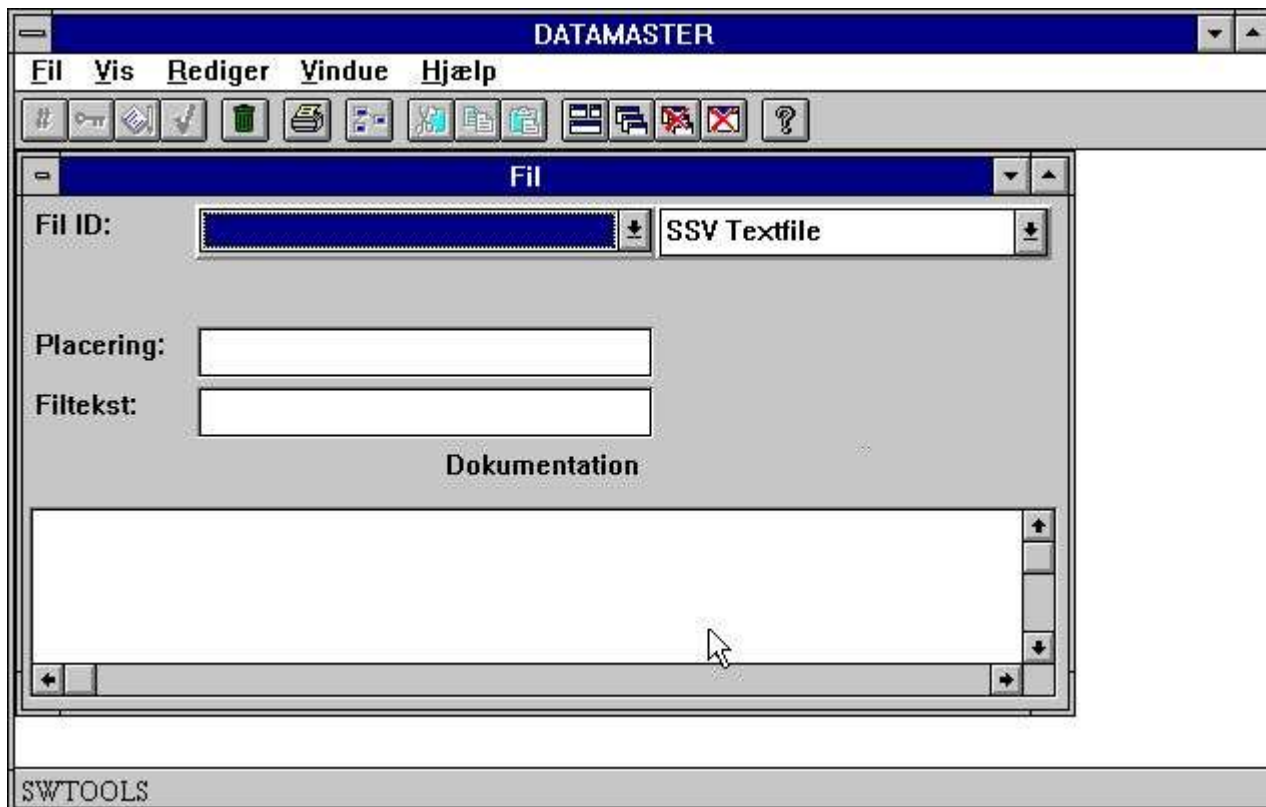 DATAMASTER
Fil Vis Rediger Vindue Hjælp
Fil
Fil ID: SSV Textfile
Placering:
Filtekst:
Dokumentation
SWTOOLS